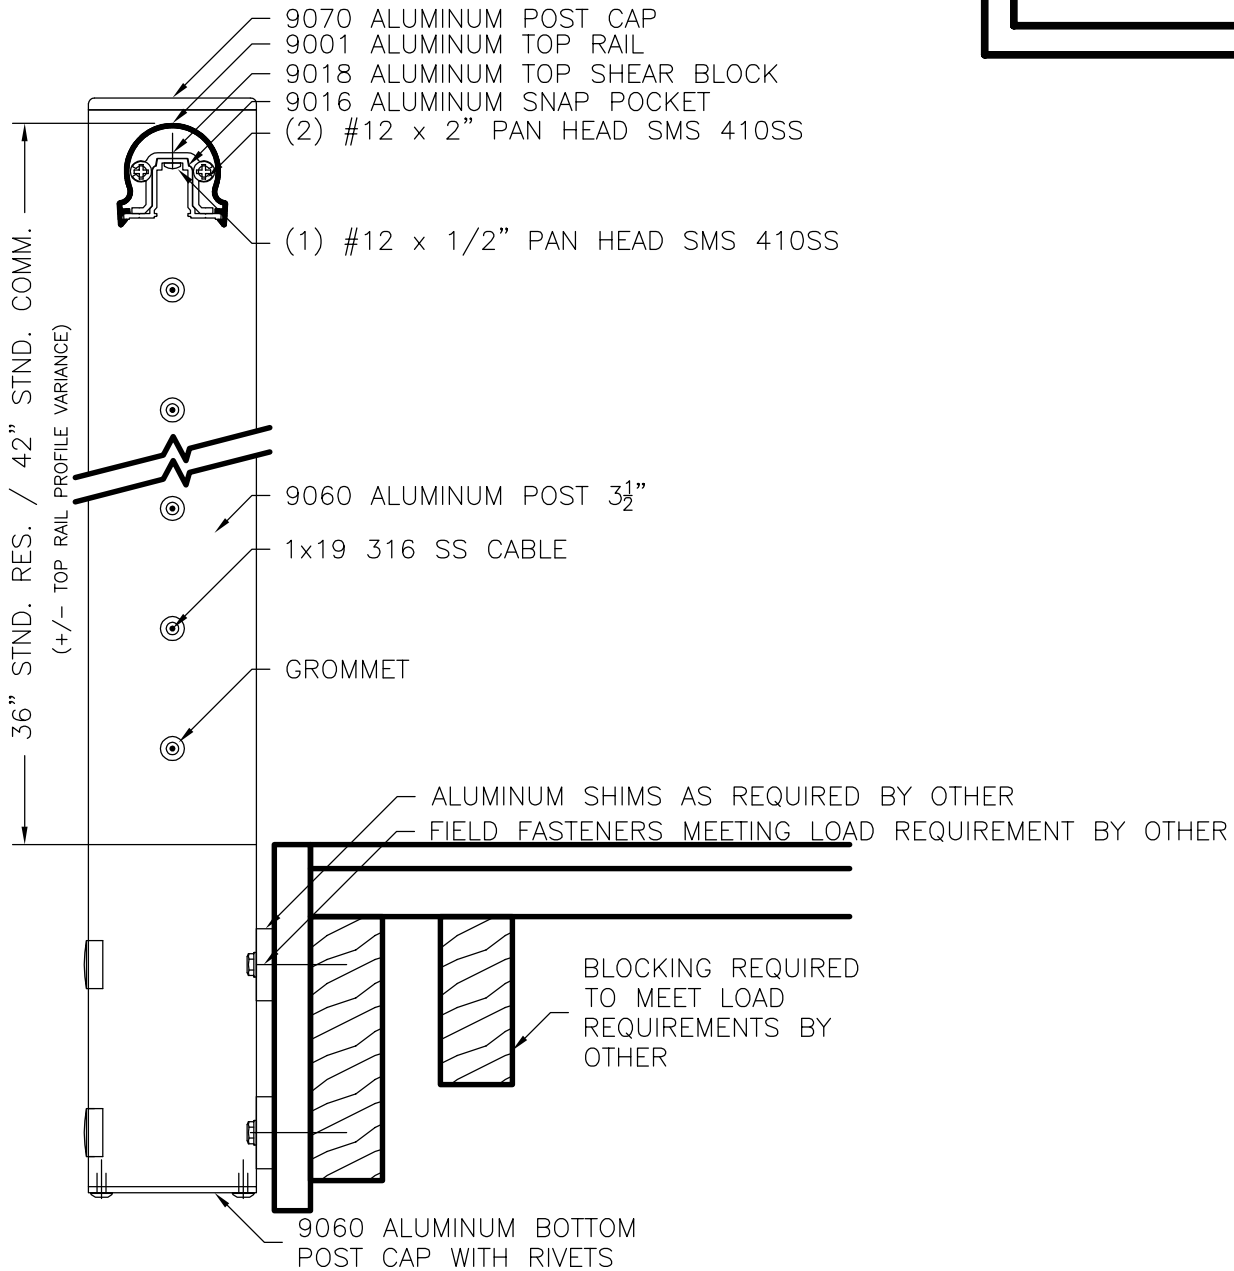 9070 ALUMINUM POST CAP
9001 ALUMINUM TOP RAIL
9018 ALUMINUM TOP SHEAR BLOCK
9016 ALUMINUM SNAP POCKET
(2) #12 x 2" PAN HEAD SMS 410SS
(1) #12 x 1/2" PAN HEAD SMS 410SS
36" STND. RES. / 42" STND. COMM.
(+/- TOP RAIL PROFILE VARIANCE)
9060 ALUMINUM POST 3½"
1x19 316 SS CABLE
GROMMET
ALUMINUM SHIMS AS REQUIRED BY OTHER
FIELD FASTENERS MEETING LOAD REQUIREMENT BY OTHER
BLOCKING REQUIRED
TO MEET LOAD
REQUIREMENTS BY
OTHER
9060 ALUMINUM BOTTOM
POST CAP WITH RIVETS